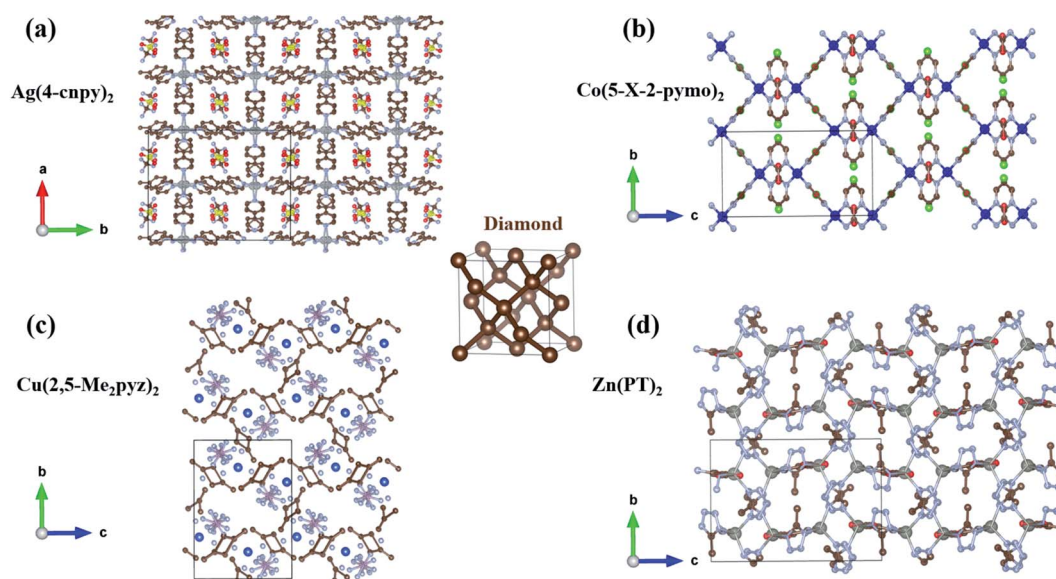 (a)
Ag(4-cnpy)₂
a
b
(b)
Co(5-X-2-pymo)₂
b
c
Diamond
(c)
Cu(2,5-Me₂pyz)₂
b
c
(d)
Zn(PT)₂
b
c